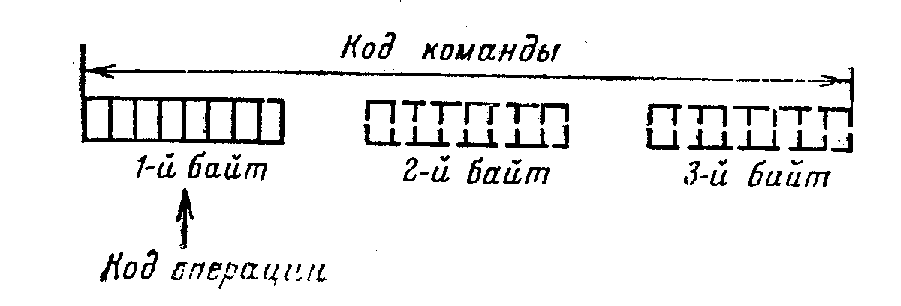 Код команды
1-й байт
2-й байт
3-й байт
Код операции